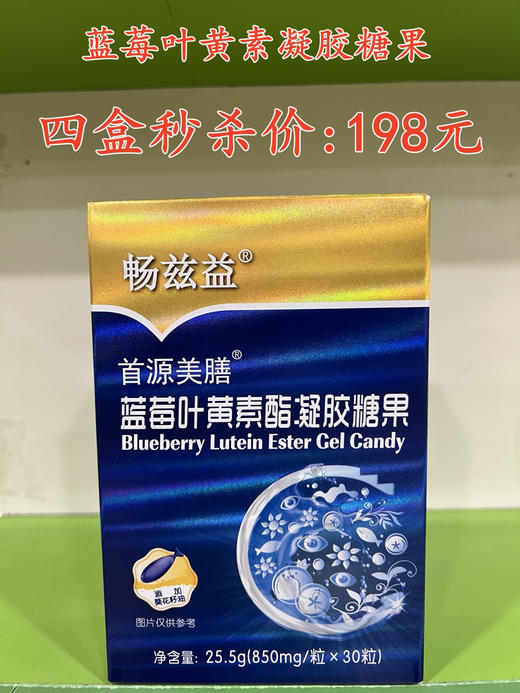 蓝莓叶黄素凝胶糖果
四盒秒杀价:198元
畅兹益®
首源美膳®
蓝莓叶黄素酯凝胶糖果
Blueberry Lutein Ester Gel Candy
添加
葵花籽油
图片仅供参考
净含量: 25.5g(850mg/粒×30粒)